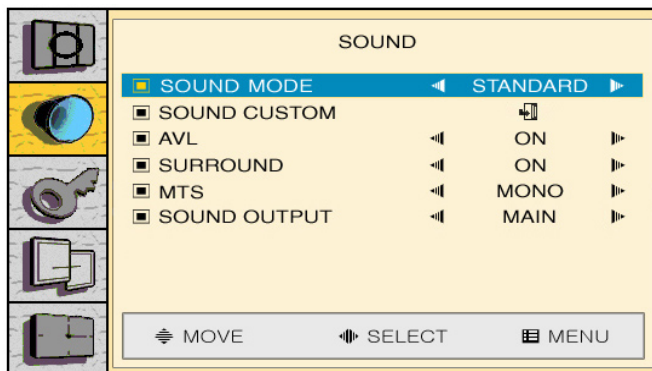 SOUND
SOUND MODE STANDARD
SOUND CUSTOM
AVL ON
SURROUND ON
MTS MONO
SOUND OUTPUT MAIN
MOVE SELECT MENU